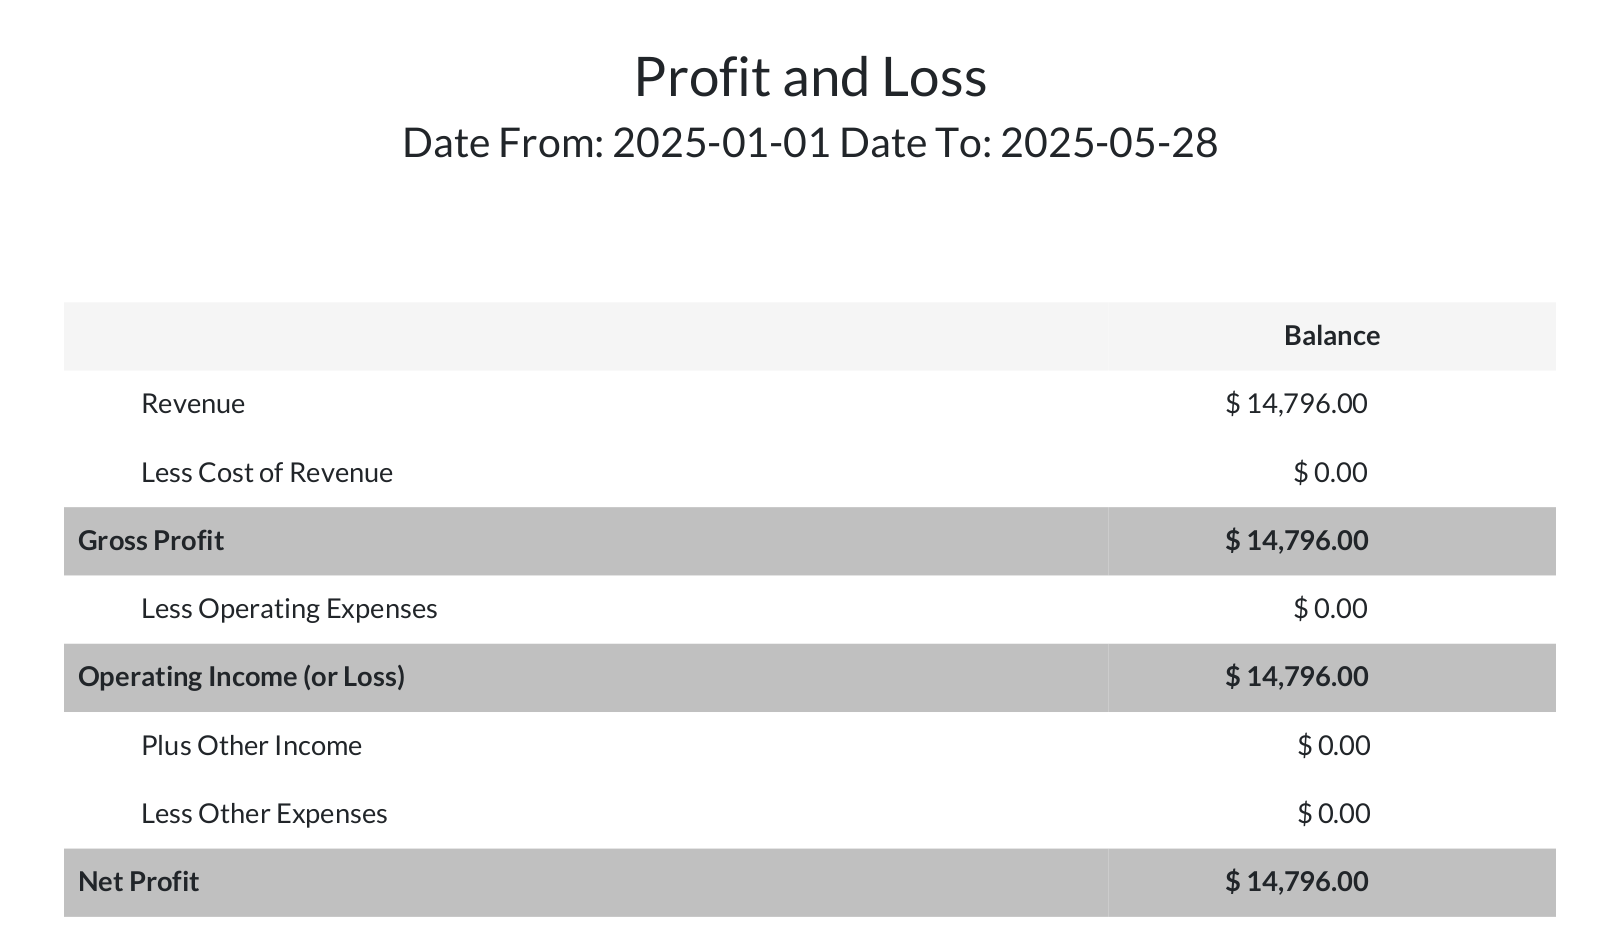 Profit and Loss
Date From: 2025-01-01 Date To: 2025-05-28
Balance
Revenue $ 14,796.00
Less Cost of Revenue $ 0.00
Gross Profit $ 14,796.00
Less Operating Expenses $ 0.00
Operating Income (or Loss) $ 14,796.00
Plus Other Income $ 0.00
Less Other Expenses $ 0.00
Net Profit $ 14,796.00